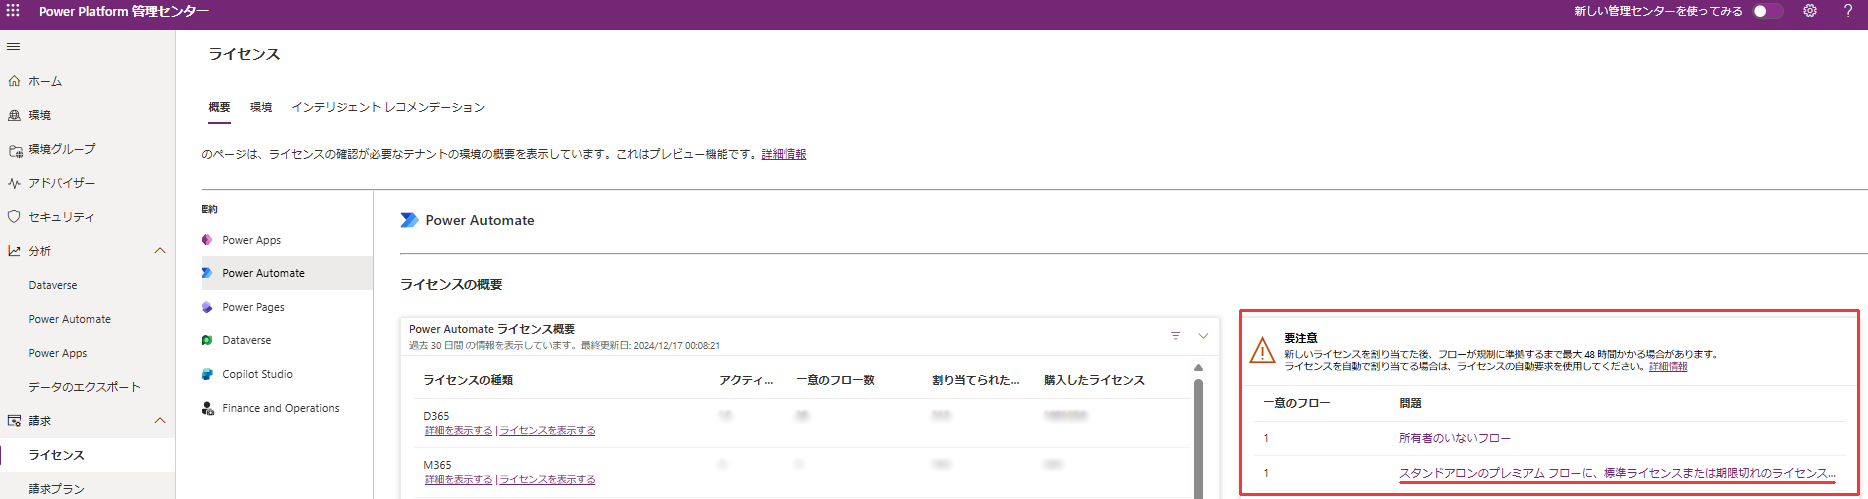 Power Platform 管理センター
新しい管理センターを使ってみる
?
ホーム
環境
環境グループ
アドバイザー
セキュリティ
分析
Dataverse
Power Automate
Power Apps
データのエクスポート
請求
ライセンス
請求プラン
ライセンス
概要 環境 インテリジェント レコメンデーション
のページは、ライセンスの確認が必要なテナントの環境の概要を表示しています。これはプレビュー機能です。詳細情報
要約
Power Apps
Power Automate
Power Pages
Dataverse
Copilot Studio
Finance and Operations
Power Automate
ライセンスの概要
Power Automate ライセンス概要
過去 30 日間 の情報を表示しています。最終更新日: 2024/12/17 00:08:21
ライセンスの種類 アクティ... 一意のフロー数 割り当てられた... 購入したライセンス
D365
詳細を表示する | ライセンスを表示する
M365
詳細を表示する | ライセンスを表示する
要注意
新しいライセンスを割り当てた後、フローが規制に準拠するまで最大 48 時間かかる場合があります。
ライセンスを自動で割り当てる場合は、ライセンスの自動要求を使用してください。詳細情報
一意のフロー 問題
1 所有者のいないフロー
1 スタンドアロンのプレミアム フローに、標準ライセンスまたは期限切れのライセンス...